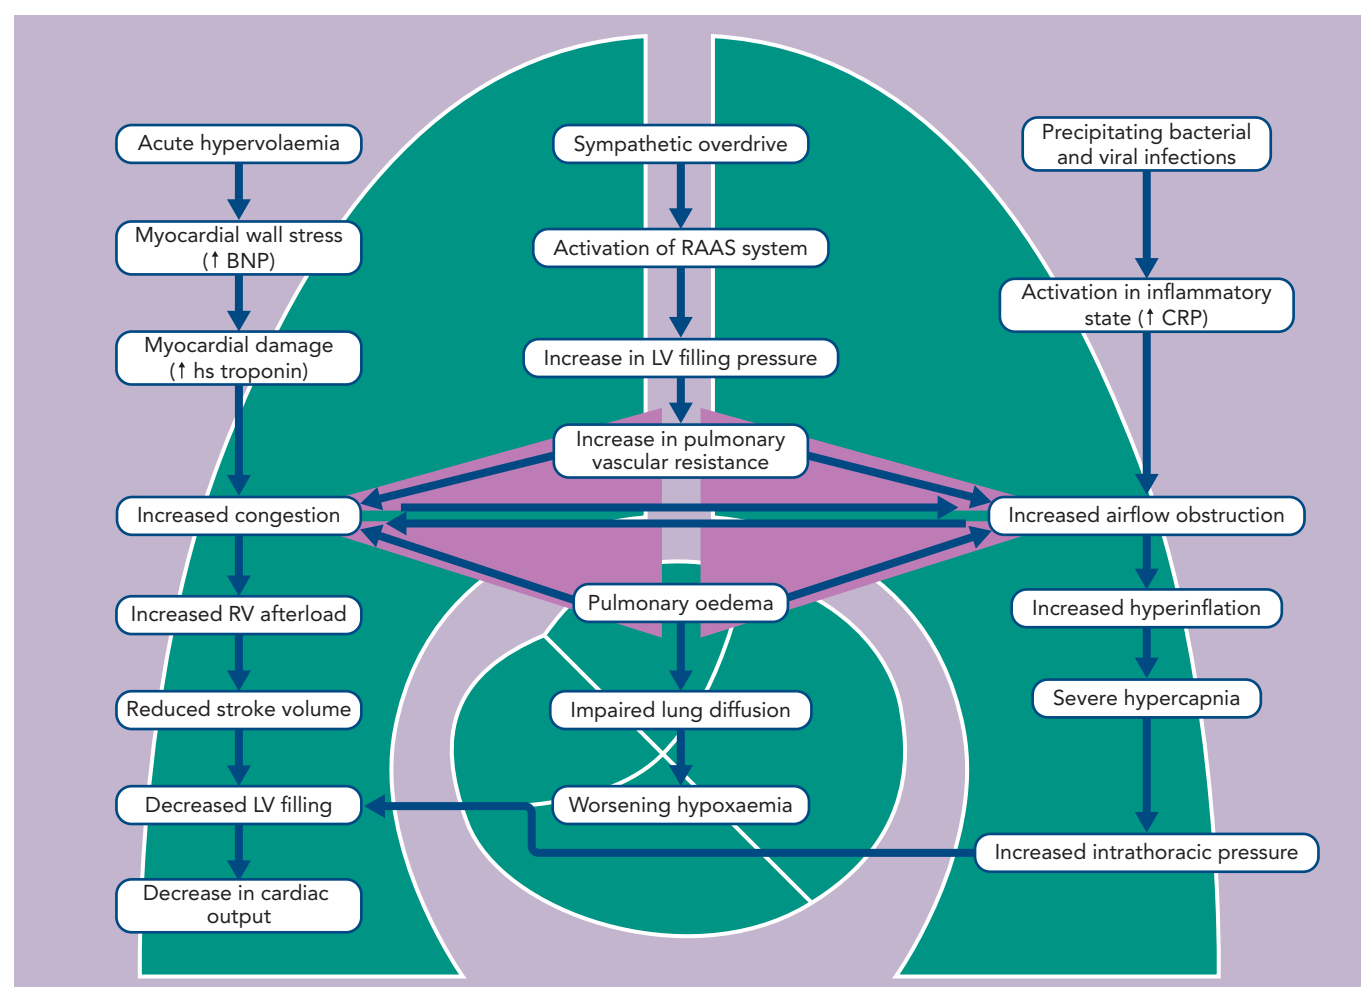 Acute hypervolaemia
Myocardial wall stress
(↑ BNP)
Myocardial damage
(↑ hs troponin)
Increased congestion
Increased RV afterload
Reduced stroke volume
Decreased LV filling
Decrease in cardiac
output
Sympathetic overdrive
Activation of RAAS system
Increase in LV filling pressure
Increase in pulmonary
vascular resistance
Pulmonary oedema
Impaired lung diffusion
Worsening hypoxaemia
Precipitating bacterial
and viral infections
Activation in inflammatory
state (↑ CRP)
Increased airflow obstruction
Increased hyperinflation
Severe hypercapnia
Increased intrathoracic pressure